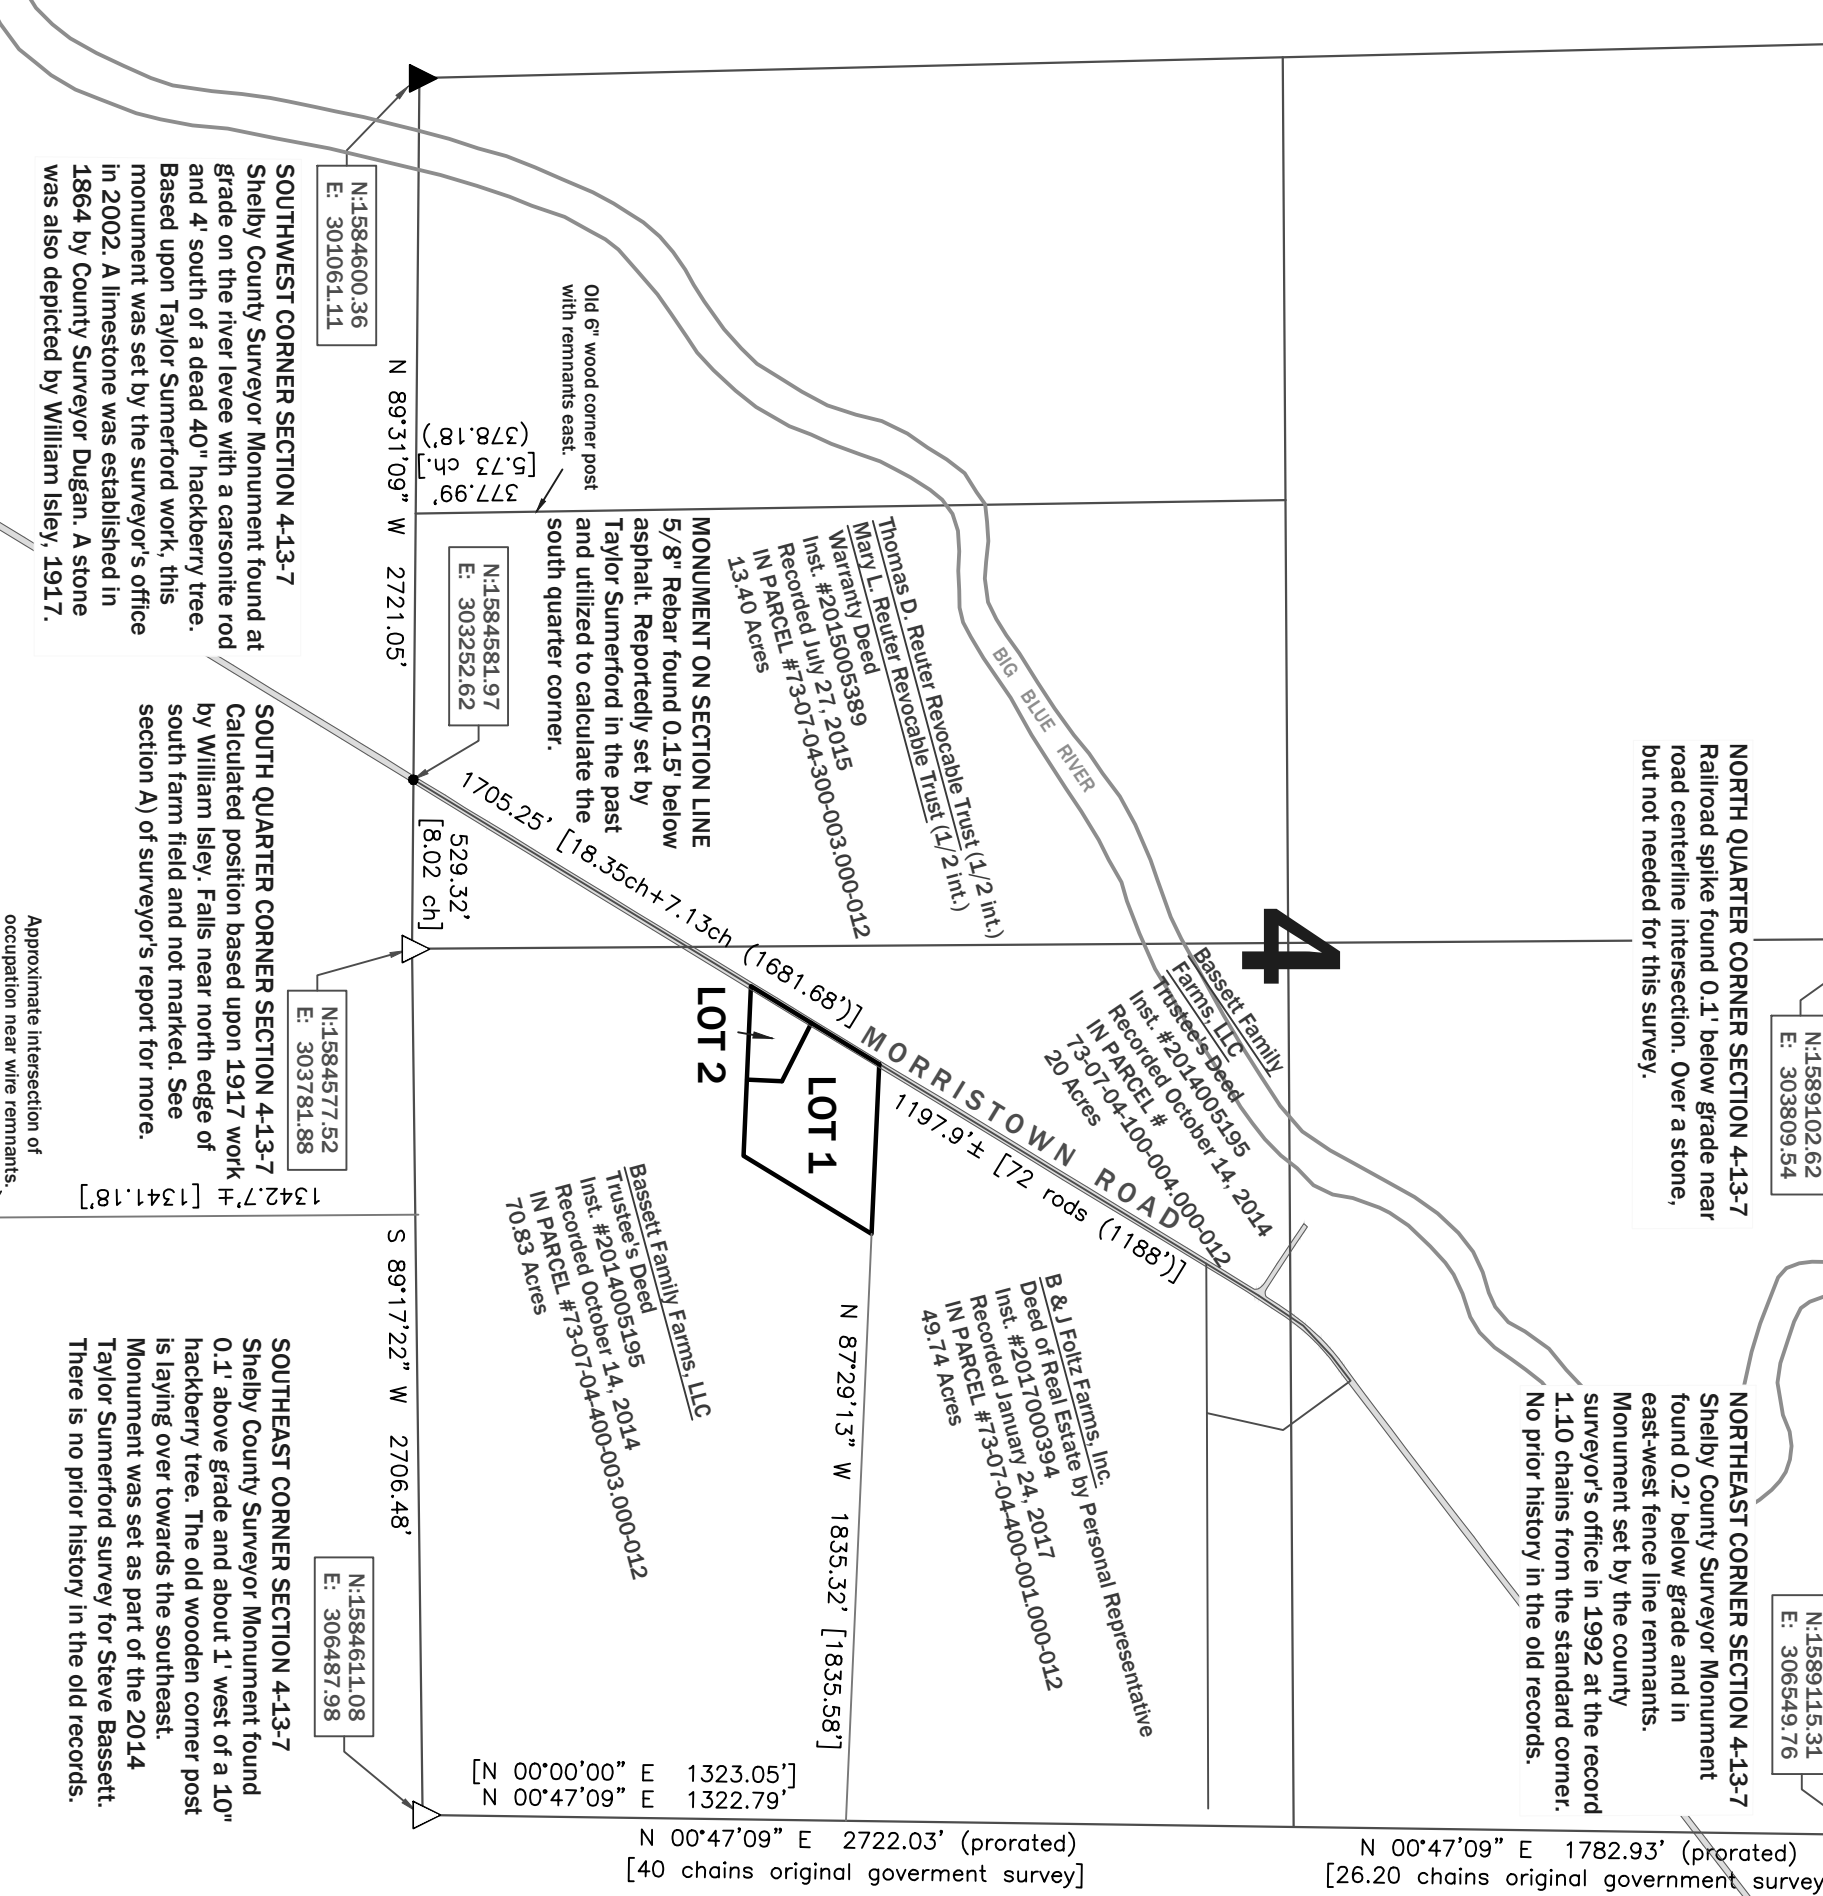 SOUTHWEST CORNER SECTION 4-13-7
Shelby County Surveyor Monument found at
grade on the river levee with a carsonite rod
and 4' south of a dead 40" hackberry tree.
Based upon Taylor Sumerford work, this
monument was set by the surveyor's office
in 2002. A limestone was established in
1864 by County Surveyor Dugan. A stone
was also depicted by William Isley, 1917.
N:1584600.36
E: 301061.11
N 89°31'09" W 2721.05'
377.99'
[5.73 ch.]
(378.18')
Old 6" wood corner post
with remnants east.
N:1584581.97
E: 303252.62
MONUMENT ON SECTION LINE
5/8" Rebar found 0.15' below
asphalt. Reportedly set by
Taylor Sumerford in the past
and utilized to calculate the
south quarter corner.
Thomas D. Reuter Revocable Trust (1/2 int.)
Mary L. Reuter Revocable Trust (1/2 int.)
Warranty Deed
Inst. #2015005389
Recorded July 27, 2015
IN PARCEL #73-07-04-300-003.000-012
13.40 Acres
BIG BLUE RIVER
NORTH QUARTER CORNER SECTION 4-13-7
Railroad spike found 0.1' below grade near
road centerline intersection. Over a stone,
but not needed for this survey.
N:1589102.62
E: 303809.54
4
SOUTH QUARTER CORNER SECTION 4-13-7
Calculated position based upon 1917 work
by William Isley. Falls near north edge of
south farm field and not marked. See
section A) of surveyor's report for more.
529.32'
[8.02 ch]
1705.25' [18.35ch+7.13ch (1681.68')]
N:1584577.52
E: 303781.88
Approximate intersection of
occupation near wire remnants.
1342.7'± [1341.18']
LOT 2
LOT 1
MORRISTOWN ROAD
1197.9'± [72 rods (1188')]
Bassett Family
Farms, LLC
Trustee's Deed
Inst. #2014005195
Recorded October 14, 2014
IN PARCEL #
73-07-04-100-004.000-012
20 Acres
Bassett Family Farms, LLC
Trustee's Deed
Inst. #2014005195
Recorded October 14, 2014
IN PARCEL #73-07-04-400-003.000-012
70.83 Acres
B & J Foltz Farms, Inc.
Deed of Real Estate by Personal Representative
Inst. #2017000394
Recorded January 24, 2017
IN PARCEL #73-07-04-400-001.000-012
49.74 Acres
S 89°17'22" W 2706.48'
N 87°29'13" W 1835.32' [1835.58']
SOUTHEAST CORNER SECTION 4-13-7
Shelby County Surveyor Monument found
0.1' above grade and about 1' west of a 10"
hackberry tree. The old wooden corner post
is laying over towards the southeast.
Monument was set as part of the 2014
Taylor Sumerford survey for Steve Bassett.
There is no prior history in the old records.
N:1584611.08
E: 306487.98
NORTHEAST CORNER SECTION 4-13-7
Shelby County Surveyor Monument
found 0.2' below grade and in
east-west fence line remnants.
Monument set by the county
surveyor's office in 1992 at the record
1.10 chains from the standard corner.
No prior history in the old records.
N:1589115.31
E: 306549.76
[N 00°00'00" E 1323.05']
N 00°47'09" E 1322.79'
N 00°47'09" E 2722.03' (prorated)
[40 chains original goverment survey]
N 00°47'09" E 1782.93' (prorated)
[26.20 chains original government survey